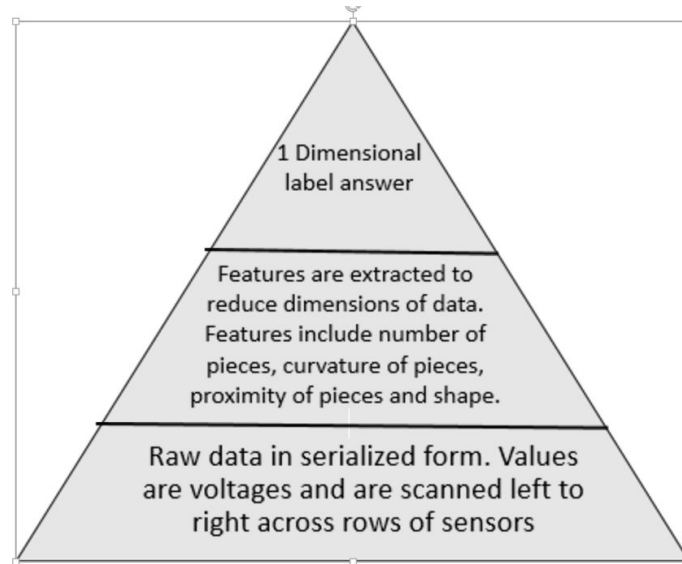 1 Dimensional
label answer
Features are extracted to
reduce dimensions of data.
Features include number of
pieces, curvature of pieces,
proximity of pieces and shape.
Raw data in serialized form. Values
are voltages and are scanned left to
right across rows of sensors